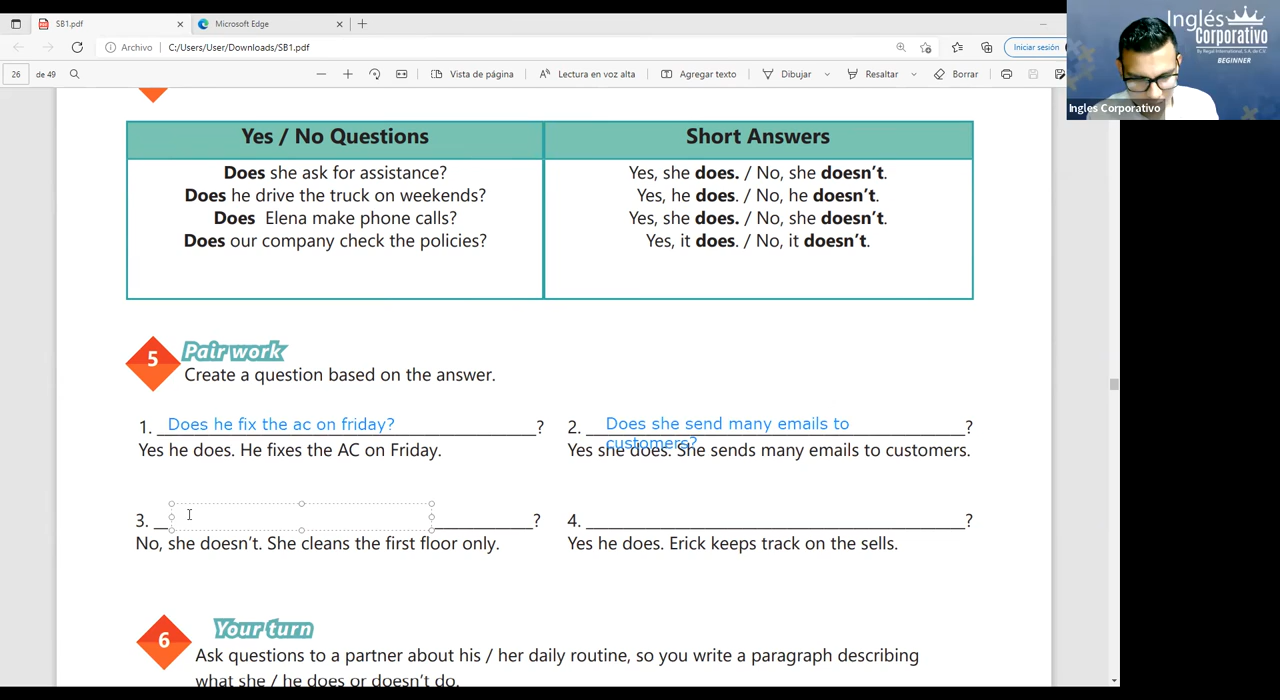 SB1.pdf
Microsoft Edge
Archivo
C:/Users/User/Downloads/SB1.pdf
Iniciar sesión
26
de 49
Vista de página
Lectura en voz alta
Agregar texto
Dibujar
Resaltar
Borrar
Inglés
Corporativo
By Regal International, S.A. de C.V.
BEGINNER
Ingles Corporativo
Yes / No Questions
Short Answers
Does she ask for assistance?
Yes, she does. / No, she doesn't.
Does he drive the truck on weekends?
Yes, he does. / No, he doesn't.
Does Elena make phone calls?
Yes, she does. / No, she doesn't.
Does our company check the policies?
Yes, it does. / No, it doesn't.
5
Pair work
Create a question based on the answer.
1. Does he fix the ac on friday? ?
Yes he does. He fixes the AC on Friday.
2. Does she send many emails to ?
customers?
Yes she does. She sends many emails to customers.
3. ____________________?
No, she doesn't. She cleans the first floor only.
4. ____________________?
Yes he does. Erick keeps track on the sells.
6
Your turn
Ask questions to a partner about his / her daily routine, so you write a paragraph describing
what she / he does or doesn't do.